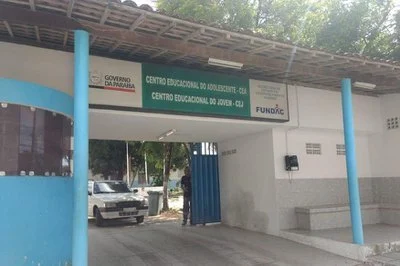 GOVERNO
DA PARAÍBA
CENTRO EDUCACIONAL DO ADOLESCENTE - CEA
CENTRO EDUCACIONAL DO JOVEM - CEJ
FUNDAC